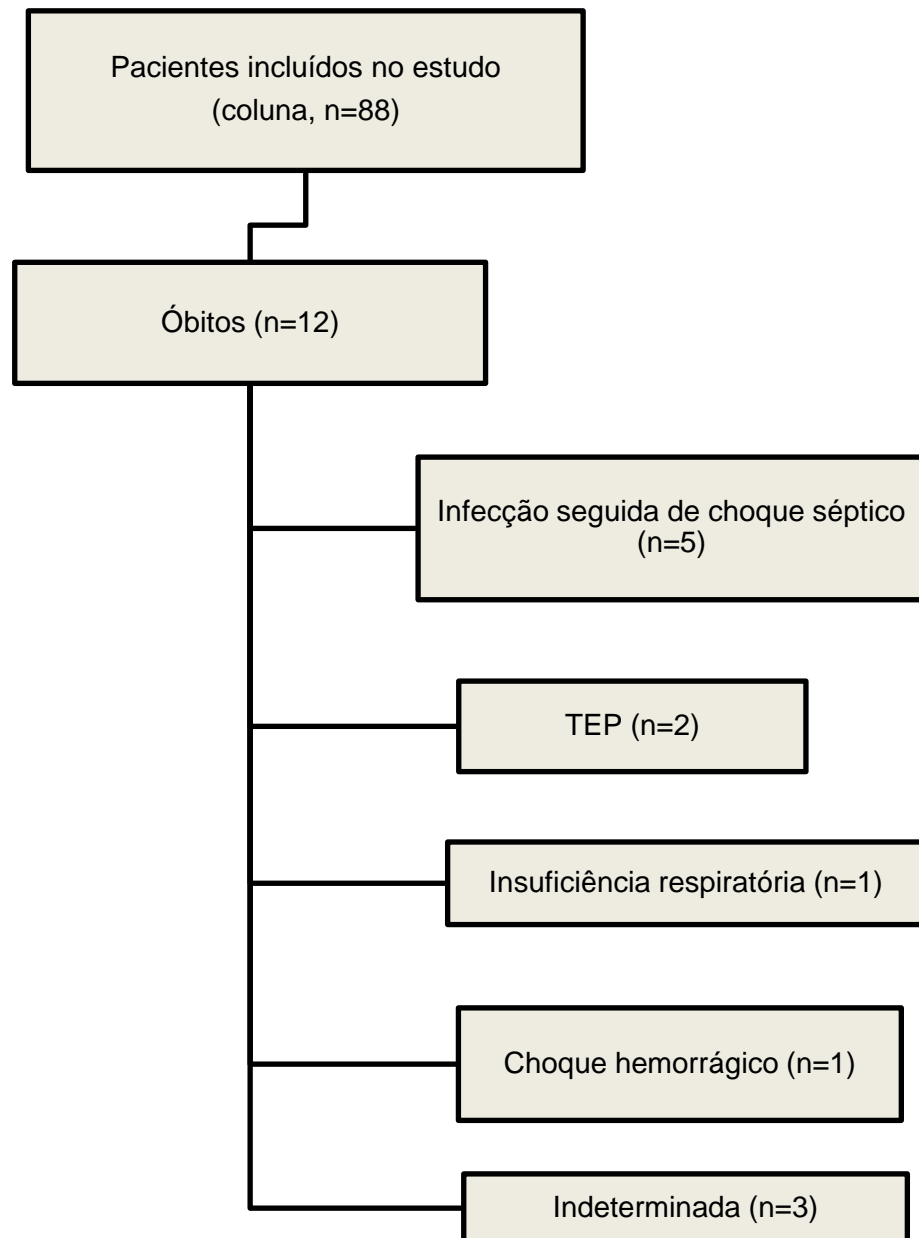 Pacientes incluídos no estudo
(coluna, n=88)
Óbitos (n=12)
Infecção seguida de choque séptico
(n=5)
TEP (n=2)
Insuficiência respiratória (n=1)
Choque hemorrágico (n=1)
Indeterminada (n=3)